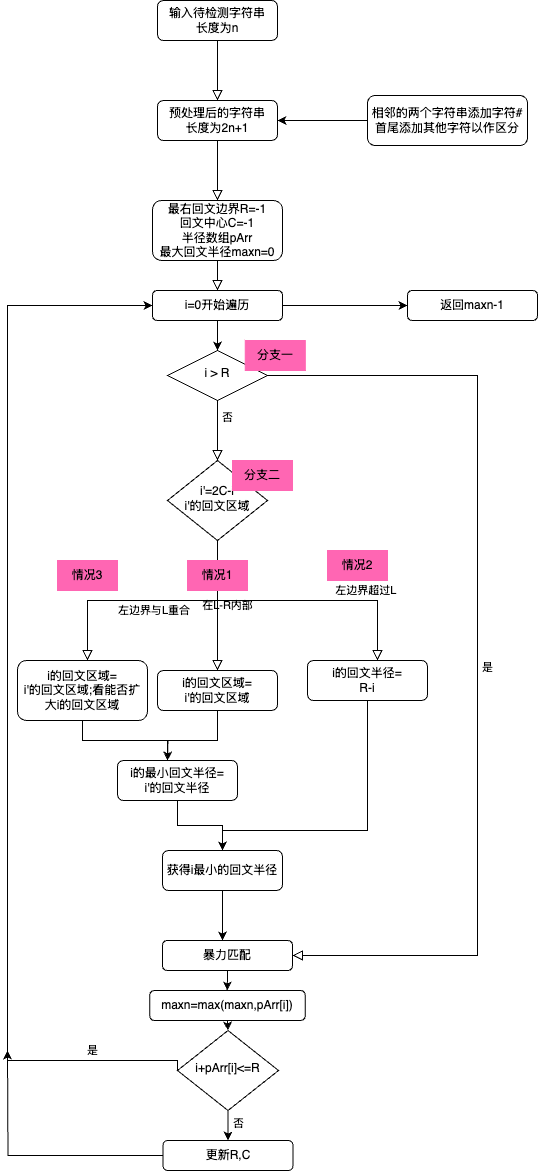 输入待检测字符串
长度为n
预处理后的字符串
长度为2n+1
相邻的两个字符串添加字符#
首尾添加其他字符以作区分
最右回文边界R=-1
回文中心C=-1
半径数组pArr
最大回文半径maxn=0
i=0开始遍历
返回maxn-1
分支一
i > R
否
分支二
i'=2C-i
i'的回文区域
情况3
情况1
情况2
左边界与L重合
在L-R内部
左边界超过L
i的回文区域=
i'的回文区域;看能否扩
大i的回文区域
i的回文区域=
i'的回文区域
i的回文半径=
R-i
是
i的最小回文半径=
i'的回文半径
获得i最小的回文半径
暴力匹配
maxn=max(maxn,pArr[i])
是
i+pArr[i]<=R
否
更新R,C